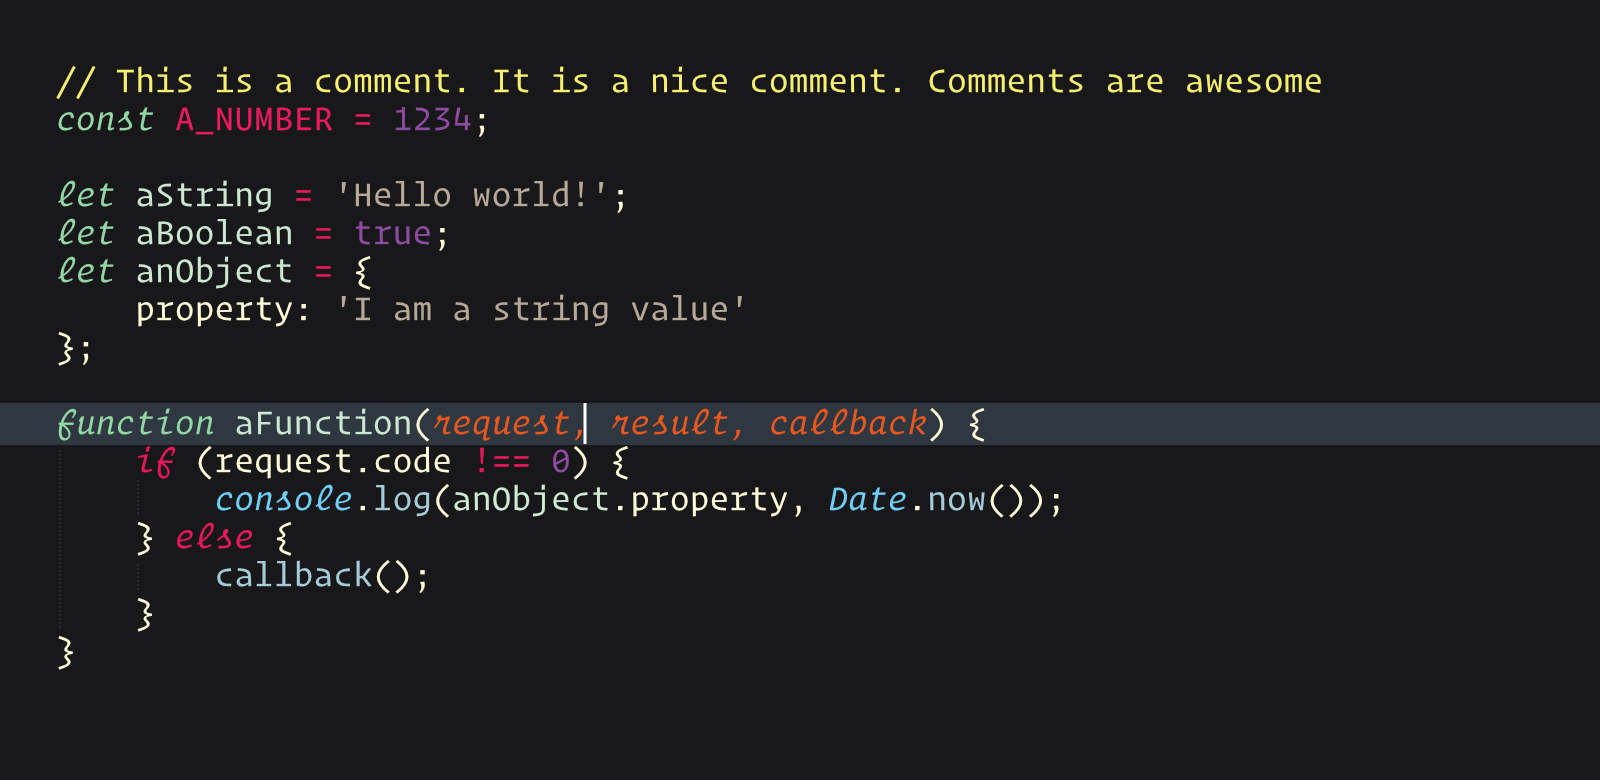 // This is a comment. It is a nice comment. Comments are awesome
const A_NUMBER = 1234;

let aString = 'Hello world!';
let aBoolean = true;
let anObject = {
    property: 'I am a string value'
};

function aFunction(request, result, callback) {
    if (request.code !== 0) {
        console.log(anObject.property, Date.now());
    } else {
        callback();
    }
}